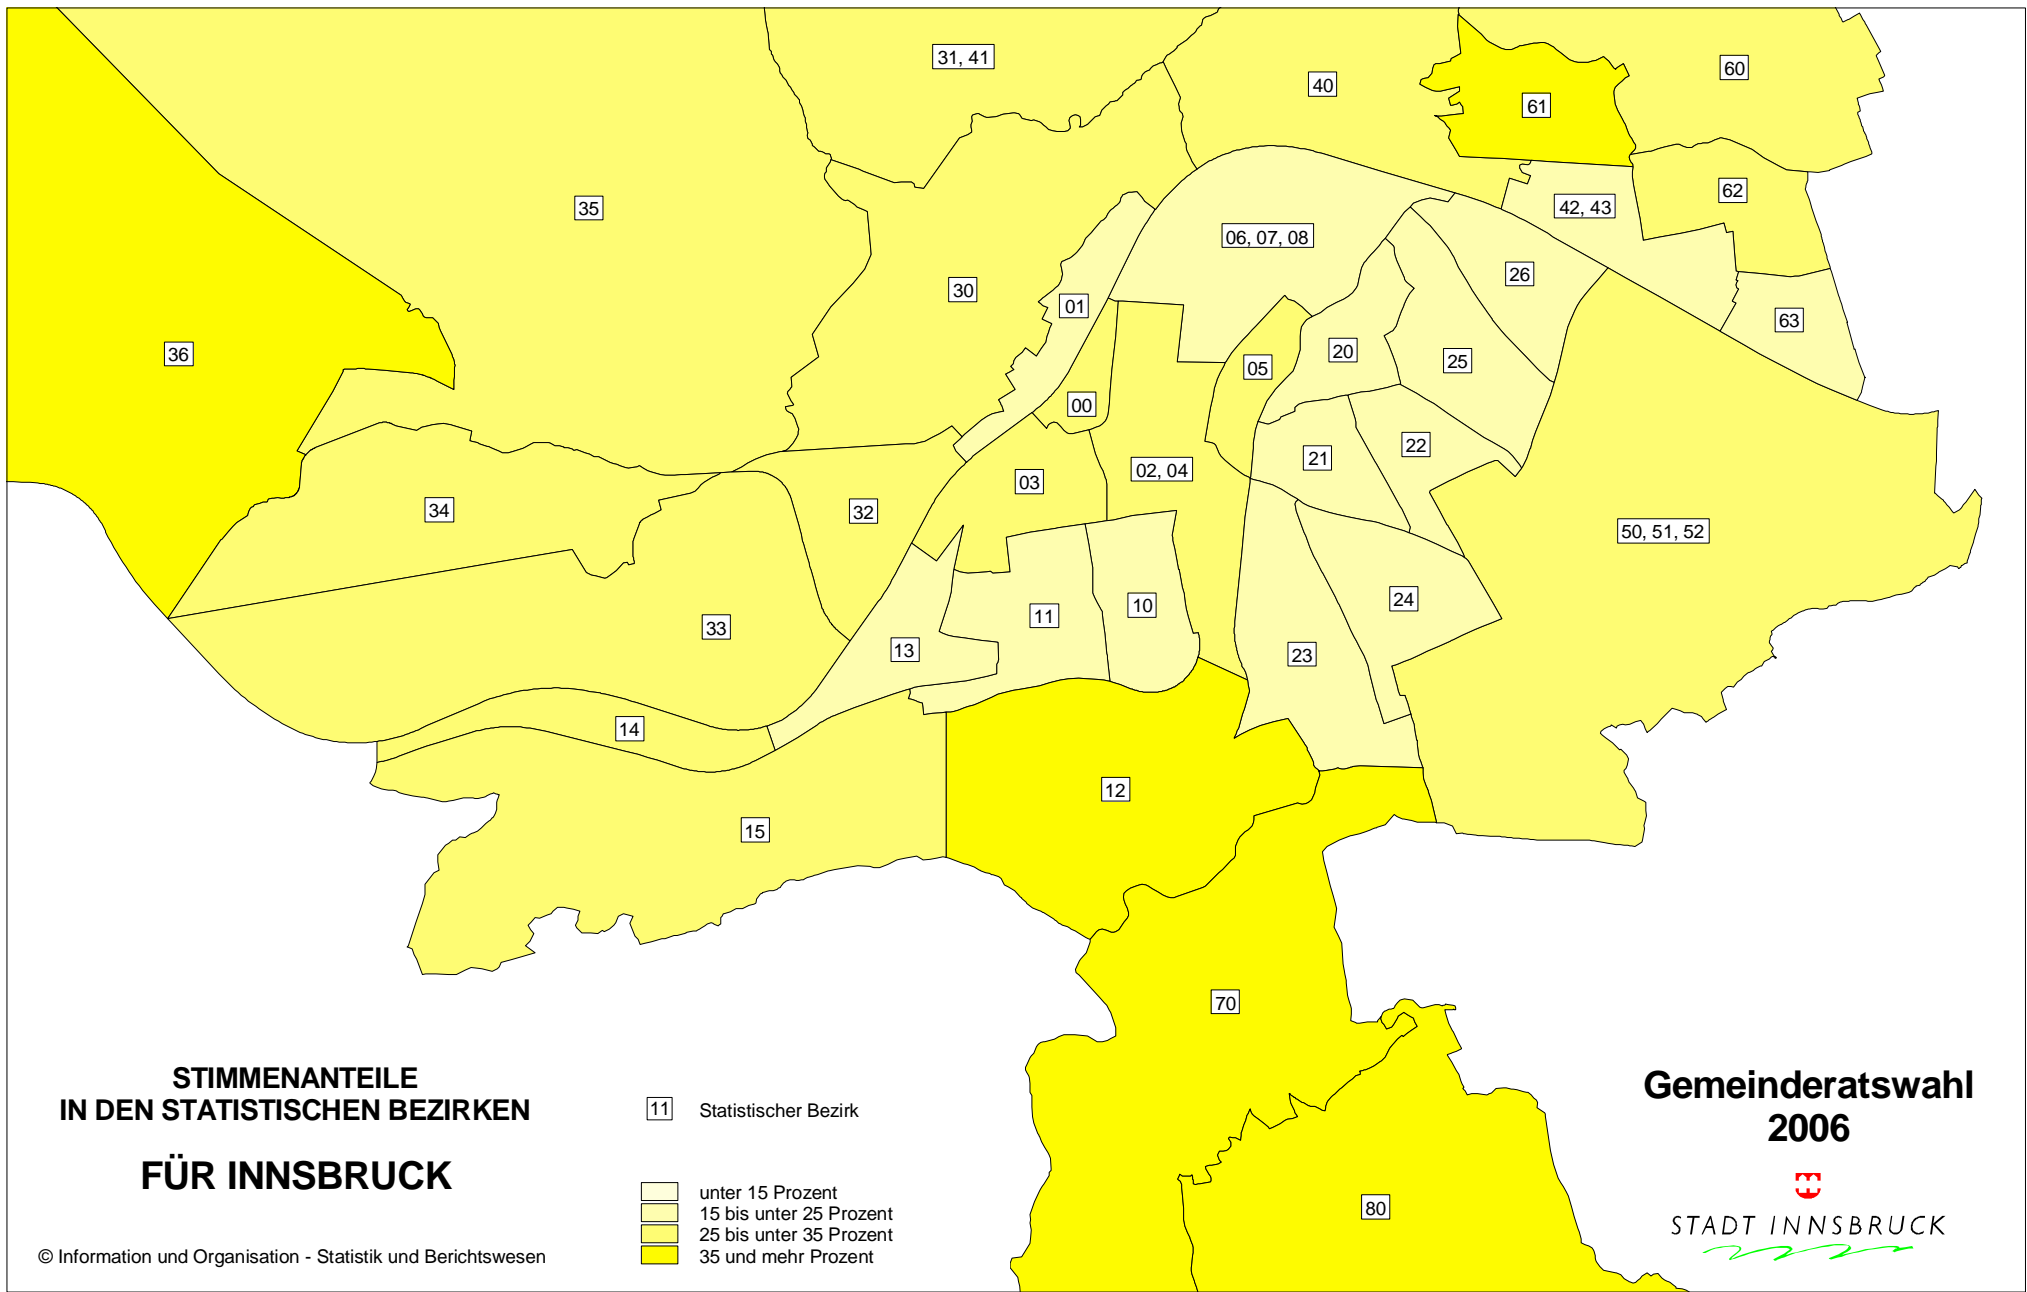 31, 41
40
60
61
62
42, 43
35
06, 07, 08
26
30
01
63
36
20
25
05
00
22
21
02, 04
03
34
32
50, 51, 52
24
10
11
33
13
23
14
12
15
70
80
STIMMENANTEILE
IN DEN STATISTISCHEN BEZIRKEN
FÜR INNSBRUCK
© Information und Organisation - Statistik und Berichtswesen
11 Statistischer Bezirk
unter 15 Prozent
15 bis unter 25 Prozent
25 bis unter 35 Prozent
35 und mehr Prozent
Gemeinderatswahl
2006
STADT INNSBRUCK